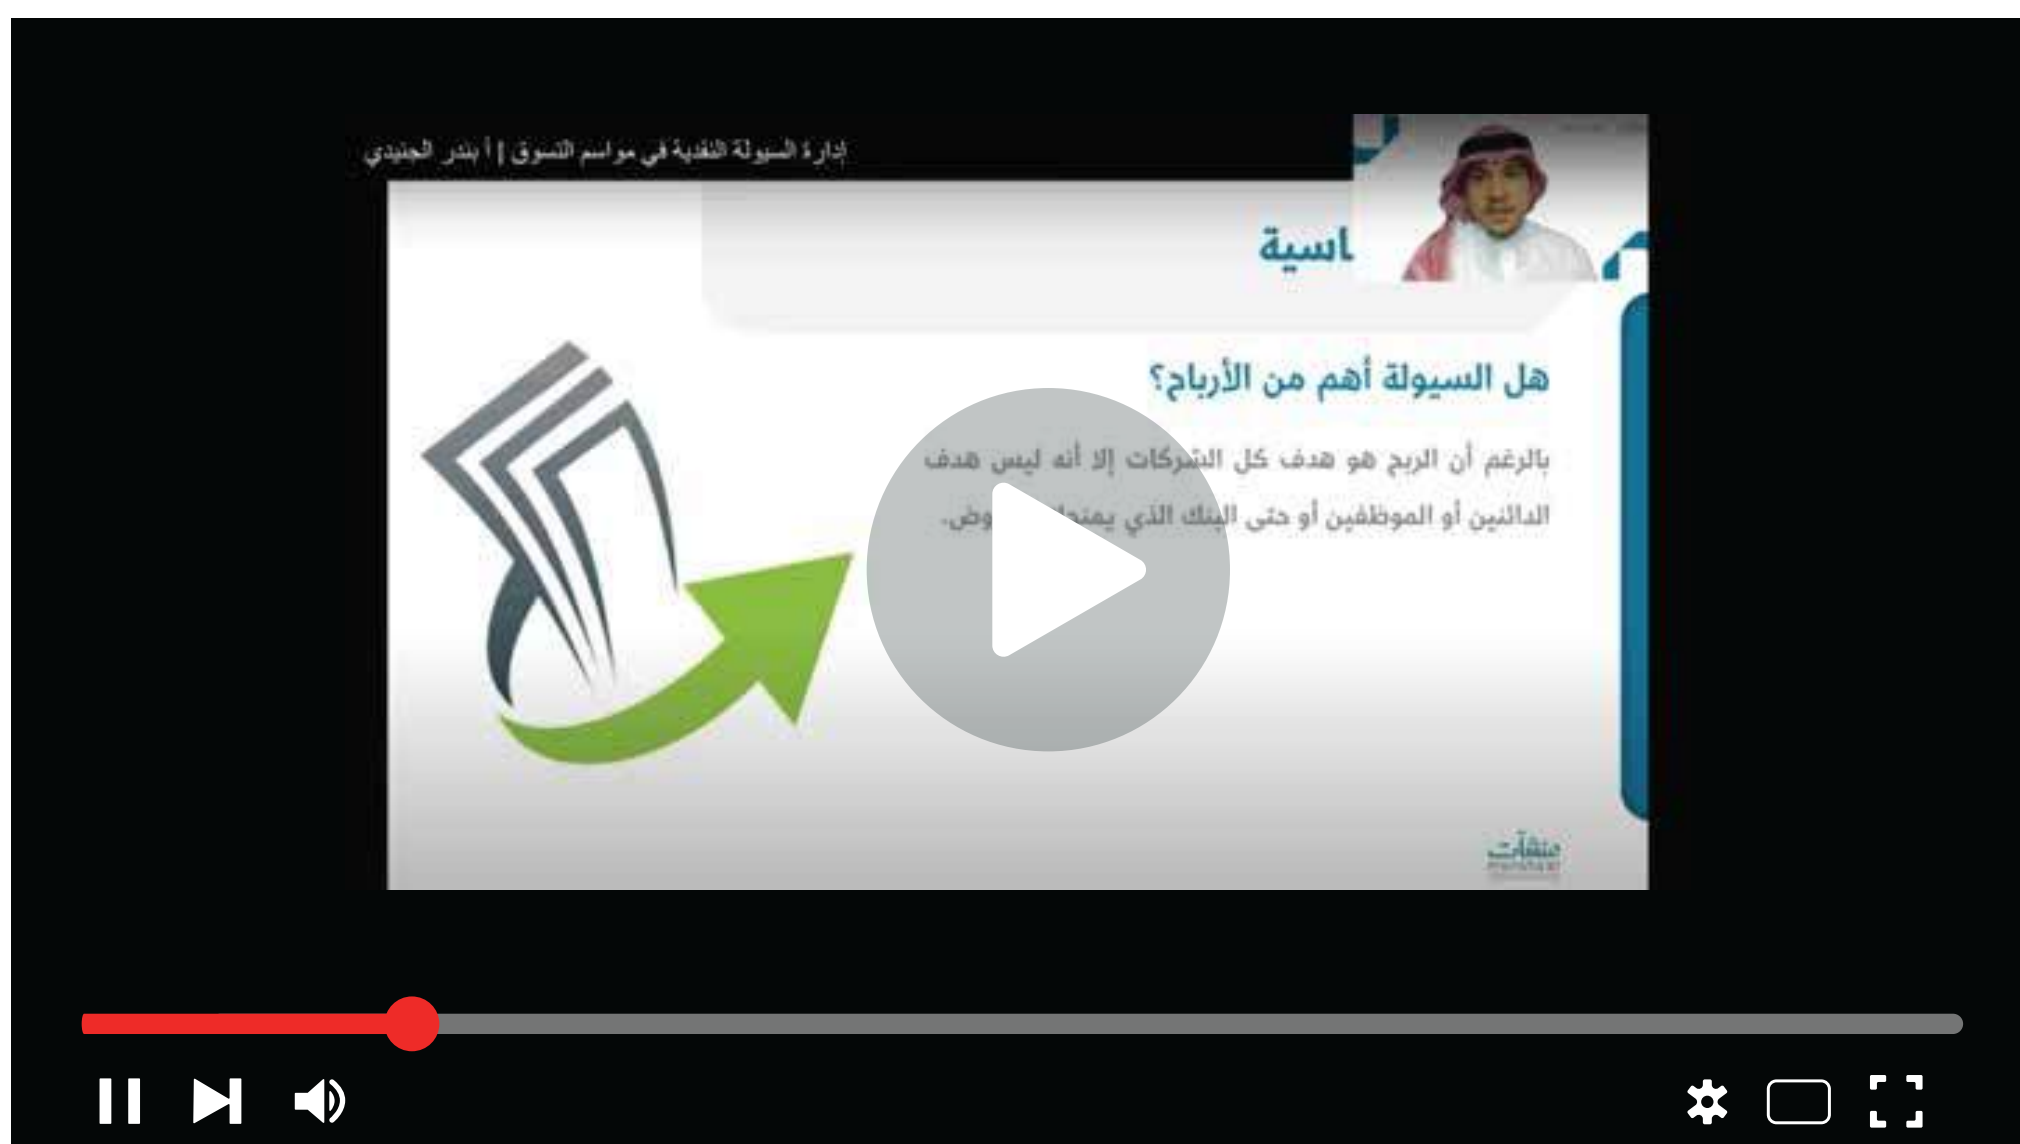 إدارة السيولة النقدية في مواسم التسوق | أ بندر الجنيدي
اسية
هل السيولة أهم من الأرباح؟
بالرغم أن الربح هو هدف كل الشركات إلا أنه ليس هدف
الدائنين أو الموظفين أو حتى البنك الذي
منشآت